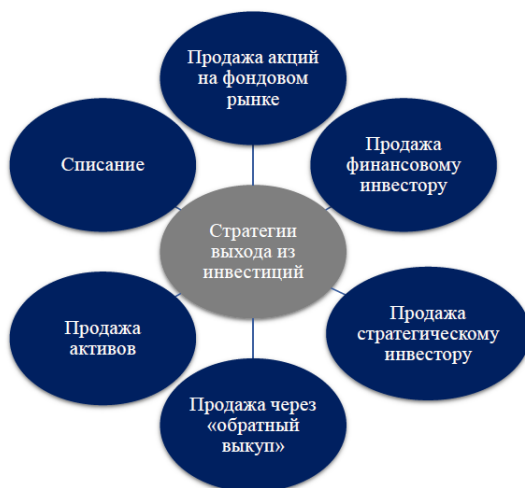 Продажа акций
на фондовом
рынке
Списание
Продажа
финансовому
инвестору
Стратегии
выхода из
инвестиций
Продажа
активов
Продажа
стратегическому
инвестору
Продажа через
«обратный
выкуп»